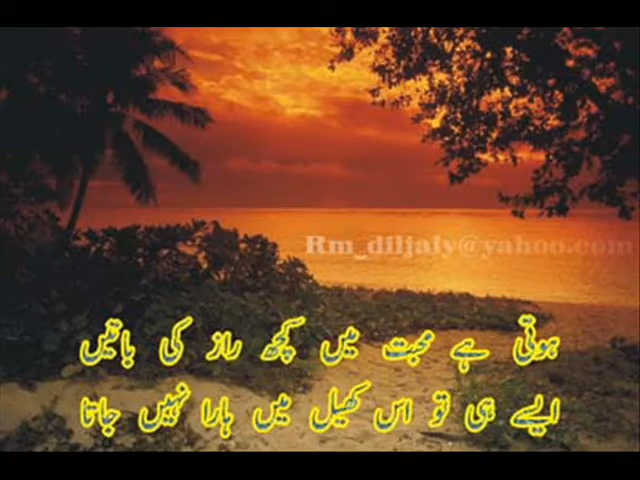 Rm_diljaly@yahoo.com
ہوتی ہے محبت میں کچھ راز کی باتیں
ایسے ہی تو اس کھیل میں ہارا نہیں جاتا